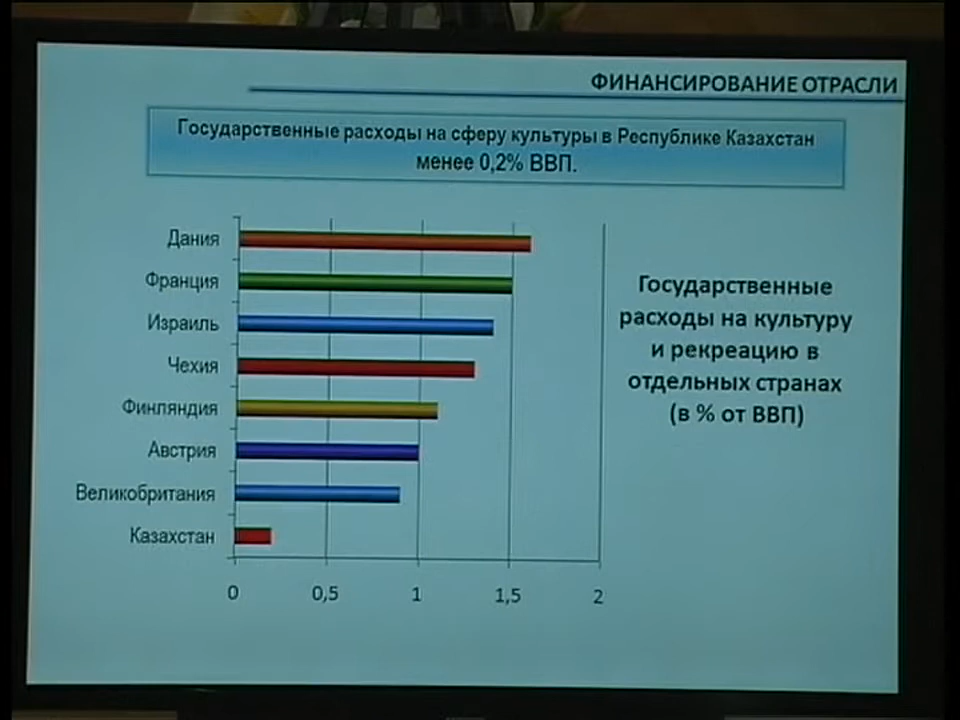 ФИНАНСИРОВАНИЕ ОТРАСЛИ
Государственные расходы на сферу культуры в Республике Казахстан
менее 0,2% ВВП.
Дания
Франция
Израиль
Чехия
Финляндия
Австрия
Великобритания
Казахстан
0 0,5 1 1,5 2
Государственные
расходы на культуру
и рекреацию в
отдельных странах
(в % от ВВП)